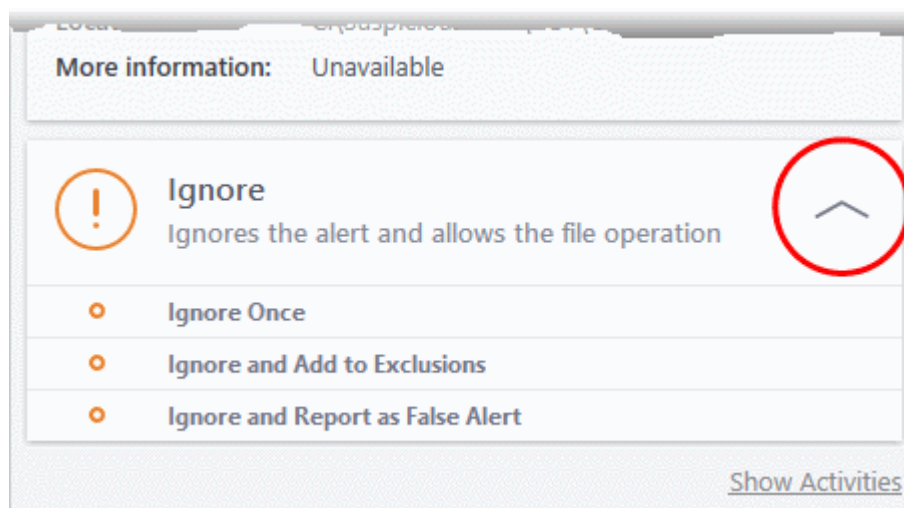 More information: Unavailable
Ignore
Ignores the alert and allows the file operation
Ignore Once
Ignore and Add to Exclusions
Ignore and Report as False Alert
Show Activities